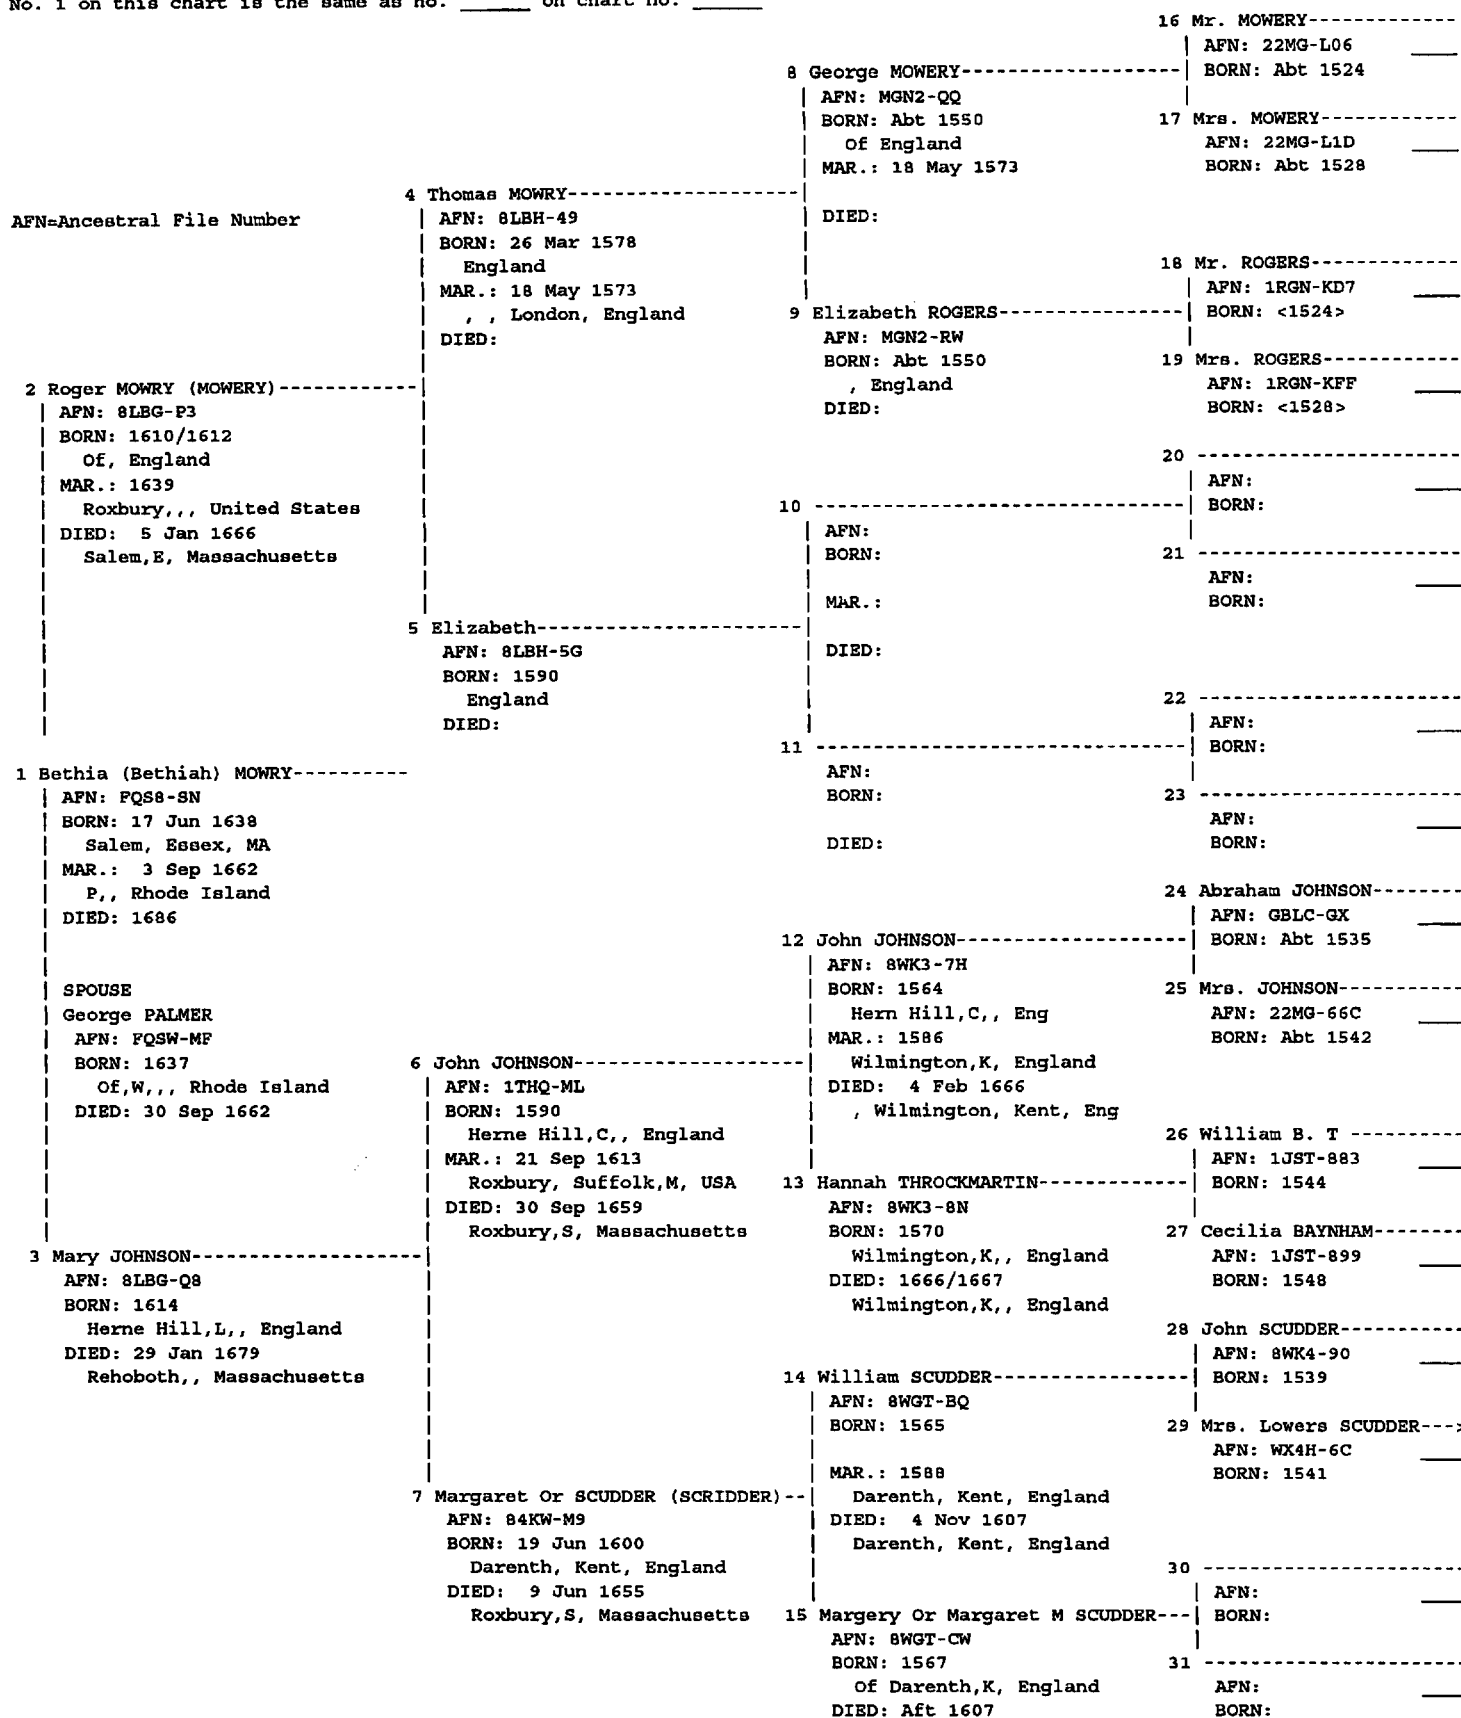 No. 1 on this chart is the same as no. ______ on chart no. ______
AFN=Ancestral File Number
16 Mr. MOWERY-------------
AFN: 22MG-L06
BORN: Abt 1524
8 George MOWERY-------------------
AFN: MGN2-QQ
BORN: Abt 1550
Of England
MAR.: 18 May 1573
DIED:
17 Mrs. MOWERY------------
AFN: 22MG-L1D
BORN: Abt 1528
4 Thomas MOWRY--------------------
AFN: 8LBH-49
BORN: 26 Mar 1578
England
MAR.: 18 May 1573
, , London, England
DIED:
18 Mr. ROGERS-------------
AFN: 1RGN-KD7
BORN: <1524>
9 Elizabeth ROGERS----------------
AFN: MGN2-RW
BORN: Abt 1550
, England
DIED:
19 Mrs. ROGERS------------
AFN: 1RGN-KFF
BORN: <1528>
2 Roger MOWRY (MOWERY)------------
AFN: 8LBG-P3
BORN: 1610/1612
Of, England
MAR.: 1639
Roxbury,,, United States
DIED: 5 Jan 1666
Salem,E, Massachusetts
20 -----------------------
AFN:
BORN:
10 --------------------------------
AFN:
BORN:
MAR.:
DIED:
21 -----------------------
AFN:
BORN:
5 Elizabeth-----------------------
AFN: 8LBH-5G
BORN: 1590
England
DIED:
22 -----------------------
AFN:
BORN:
11 --------------------------------
AFN:
BORN:
DIED:
23 -----------------------
AFN:
BORN:
1 Bethia (Bethiah) MOWRY----------
AFN: FQS8-SN
BORN: 17 Jun 1638
Salem, Essex, MA
MAR.: 3 Sep 1662
P,, Rhode Island
DIED: 1686
SPOUSE
George PALMER
AFN: FQSW-MF
BORN: 1637
Of,W,,, Rhode Island
DIED: 30 Sep 1662
24 Abraham JOHNSON--------
AFN: GBLC-GX
BORN: Abt 1535
12 John JOHNSON--------------------
AFN: 8WK3-7H
BORN: 1564
Hern Hill,C,, Eng
MAR.: 1586
Wilmington,K, England
DIED: 4 Feb 1666
, Wilmington, Kent, Eng
25 Mrs. JOHNSON-----------
AFN: 22MG-66C
BORN: Abt 1542
6 John JOHNSON--------------------
AFN: 1THQ-ML
BORN: 1590
Herne Hill,C,, England
MAR.: 21 Sep 1613
Roxbury, Suffolk,M, USA
DIED: 30 Sep 1659
Roxbury,S, Massachusetts
26 William B. T ----------
AFN: 1JST-883
BORN: 1544
13 Hannah THROCKMARTIN-------------
AFN: 8WK3-8N
BORN: 1570
Wilmington,K,, England
DIED: 1666/1667
Wilmington,K,, England
27 Cecilia BAYNHAM--------
AFN: 1JST-899
BORN: 1548
3 Mary JOHNSON--------------------
AFN: 8LBG-Q8
BORN: 1614
Herne Hill,L,, England
DIED: 29 Jan 1679
Rehoboth,, Massachusetts
28 John SCUDDER-----------
AFN: 8WK4-90
BORN: 1539
14 William SCUDDER-----------------
AFN: 8WGT-BQ
BORN: 1565
MAR.: 1588
Darenth, Kent, England
DIED: 4 Nov 1607
Darenth, Kent, England
29 Mrs. Lowers SCUDDER--->
AFN: WX4H-6C
BORN: 1541
7 Margaret Or SCUDDER (SCRIDDER)--
AFN: 84KW-M9
BORN: 19 Jun 1600
Darenth, Kent, England
DIED: 9 Jun 1655
Roxbury,S, Massachusetts
30 -----------------------
AFN:
BORN:
15 Margery Or Margaret M SCUDDER---
AFN: 8WGT-CW
BORN: 1567
Of Darenth,K, England
DIED: Aft 1607
31 -----------------------
AFN:
BORN: